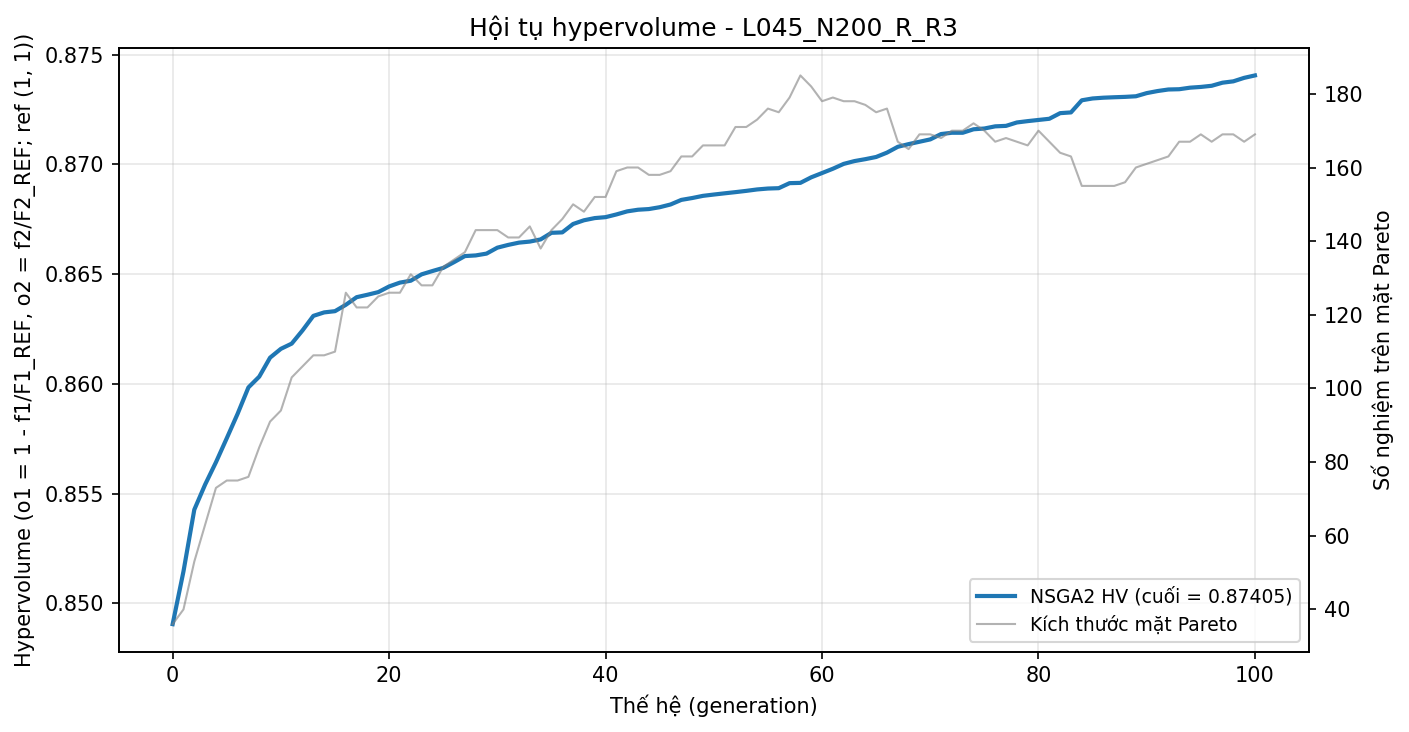 Hội tụ hypervolume - L045_N200_R_R3
Hypervolume (o1 = 1 - f1/F1_REF, o2 = f2/F2_REF; ref (1, 1))
0.875
0.870
0.865
0.860
0.855
0.850
180
160
140
120
100
80
60
40
Số nghiệm trên mặt Pareto
NSGA2 HV (cuối = 0.87405)
Kích thước mặt Pareto
0 20 40 60 80 100
Thế hệ (generation)